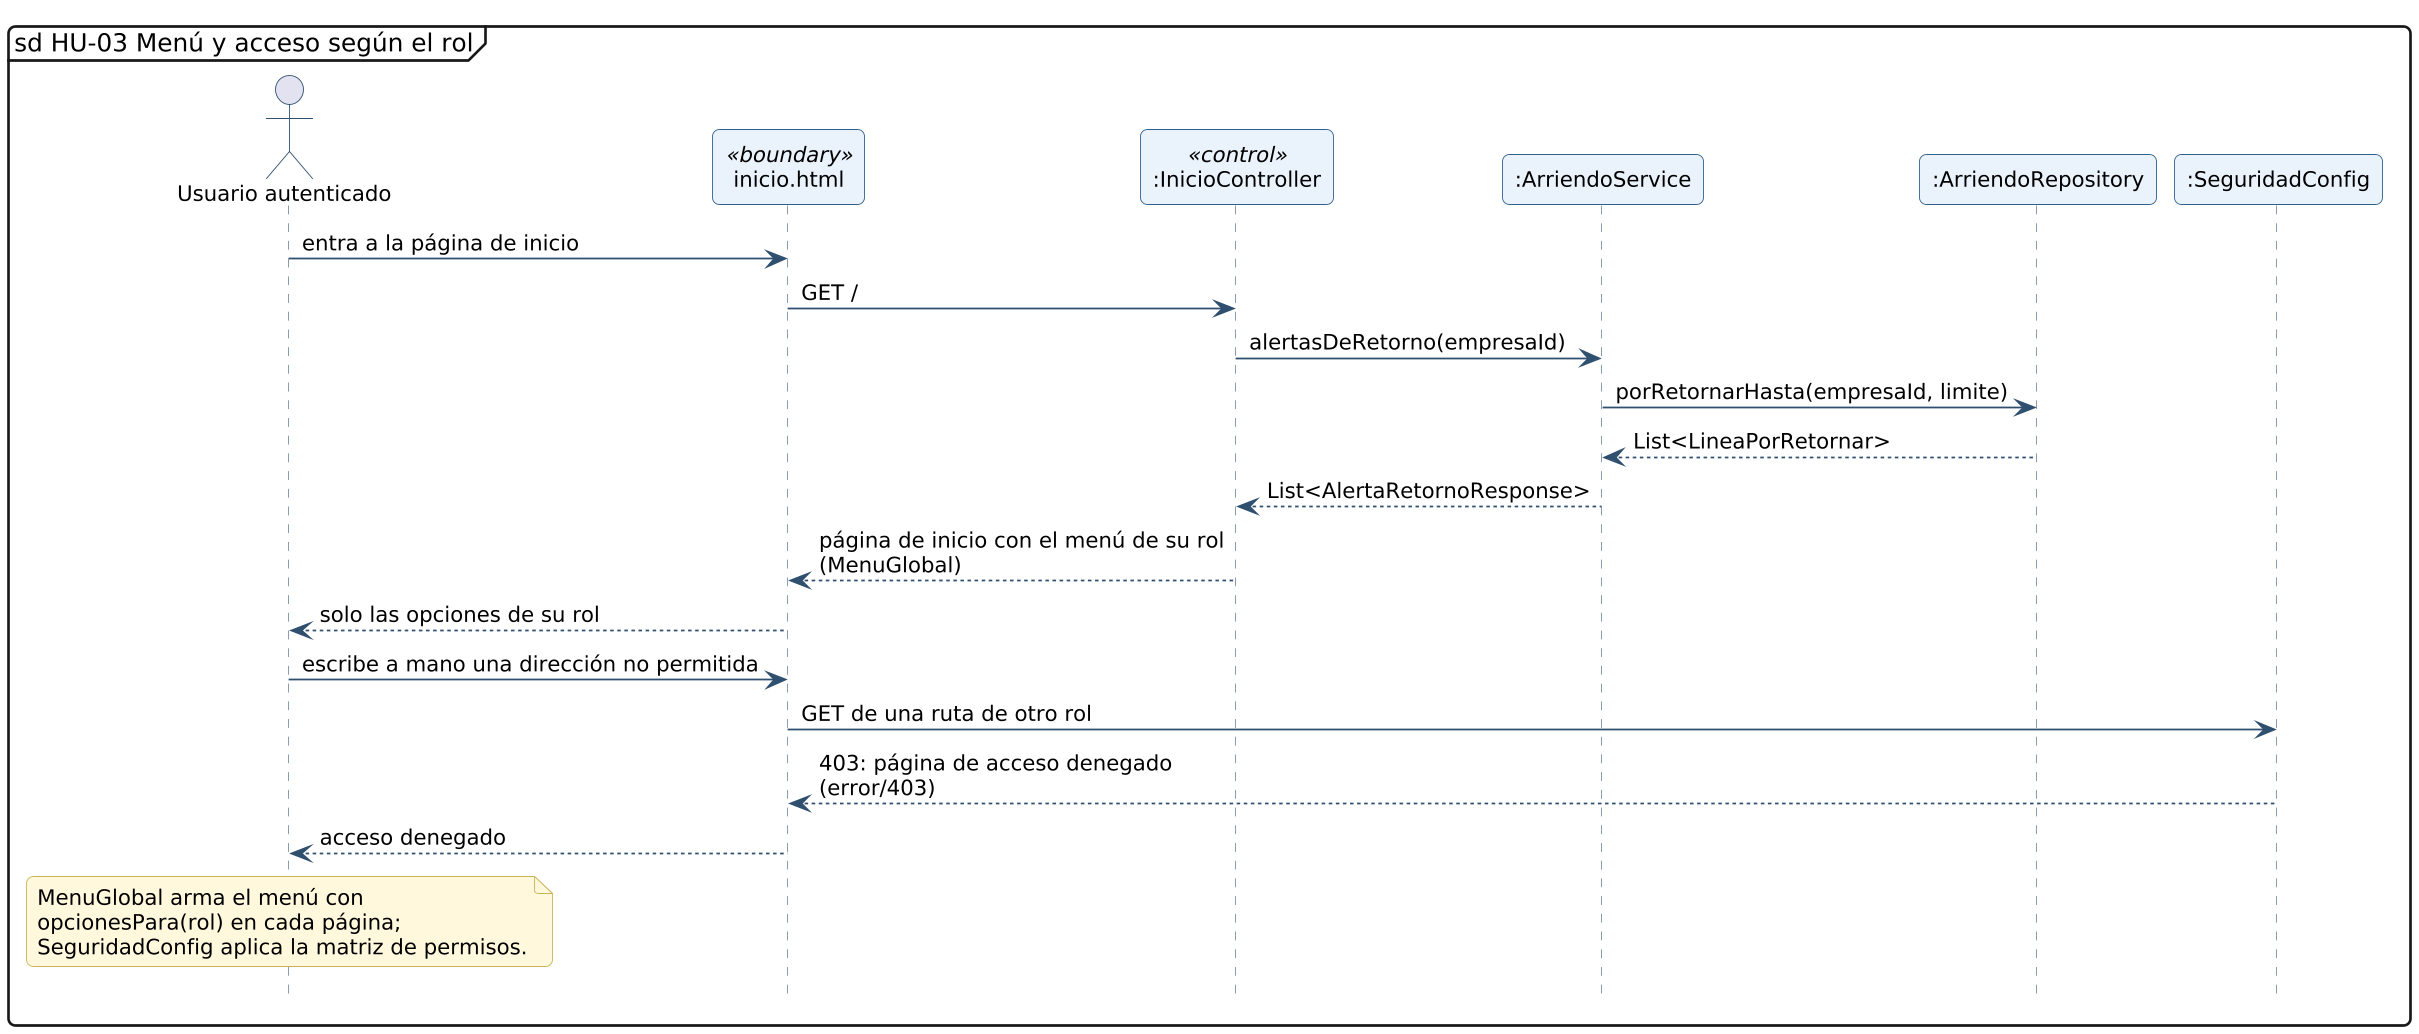 sd HU-03 Menú y acceso según el rol
Usuario autenticado
«boundary»
inicio.html
«control»
:InicioController
:ArriendoService
:ArriendoRepository
:SeguridadConfig
entra a la página de inicio
GET /
alertasDeRetorno(empresaId)
porRetornarHasta(empresaId, limite)
List<LineaPorRetornar>
List<AlertaRetornoResponse>
página de inicio con el menú de su rol
(MenuGlobal)
solo las opciones de su rol
escribe a mano una dirección no permitida
GET de una ruta de otro rol
403: página de acceso denegado
(error/403)
acceso denegado
MenuGlobal arma el menú con
opcionesPara(rol) en cada página;
SeguridadConfig aplica la matriz de permisos.